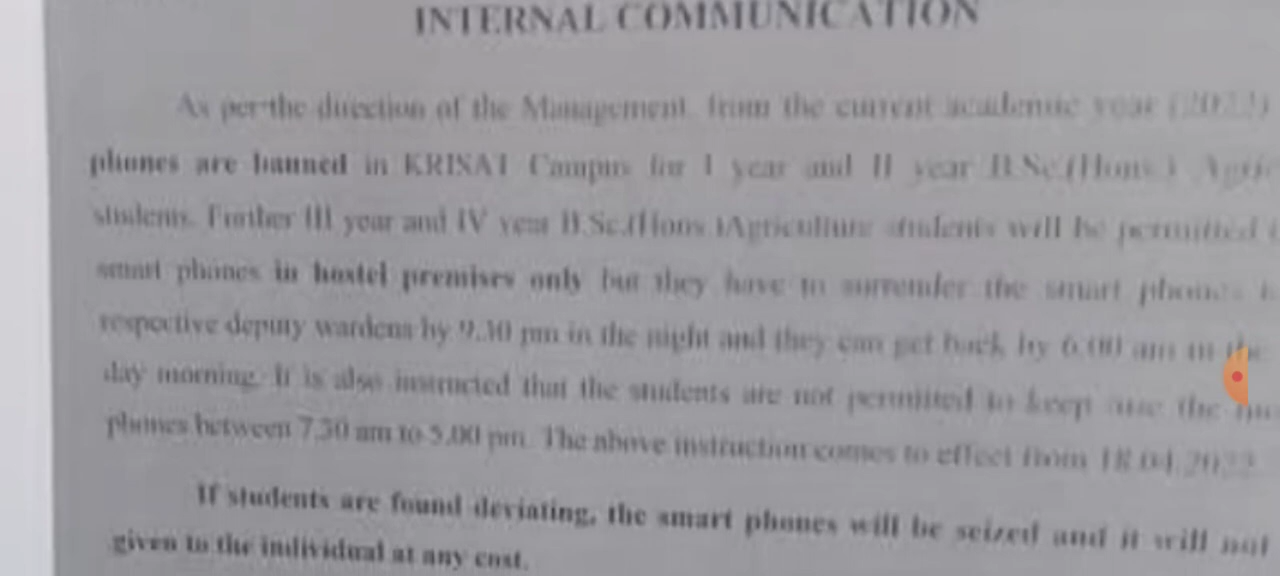 INTERNAL COMMUNICATION
As per the direction of the Management, from the current academic year (2022)
phones are banned in KRISAT Campus for I year and II year B.Sc.(Hons.)
students. Further III year and IV year B.Sc.(Hons.)Agriculture students will be permitted
smart phones in hostel premises only but they have to surrender the smart phones
respective deputy wardens by 9.30 pm in the night and they can get back by 6.00 am in the
day morning. It is also instructed that the students are not permitted to keep use the
phones between 7.30 am to 5.00 pm. The above instruction comes to effect from 18.04.2022
If students are found deviating, the smart phones will be seized and it will not
given to the individual at any cost.